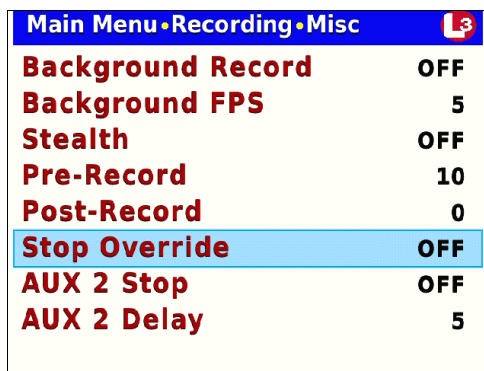 Main Menu•Recording•Misc L3
Background Record OFF
Background FPS 5
Stealth OFF
Pre-Record 10
Post-Record 0
Stop Override OFF
AUX 2 Stop OFF
AUX 2 Delay 5